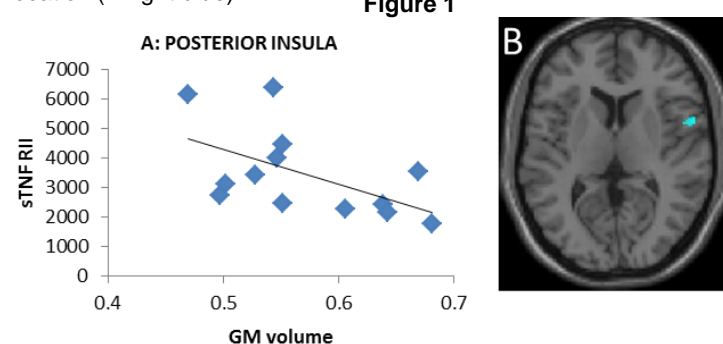 Figure 1
A: POSTERIOR INSULA
B
7000
6000
5000
4000
3000
2000
1000
0
sTNF RII
0.4 0.5 0.6 0.7
GM volume